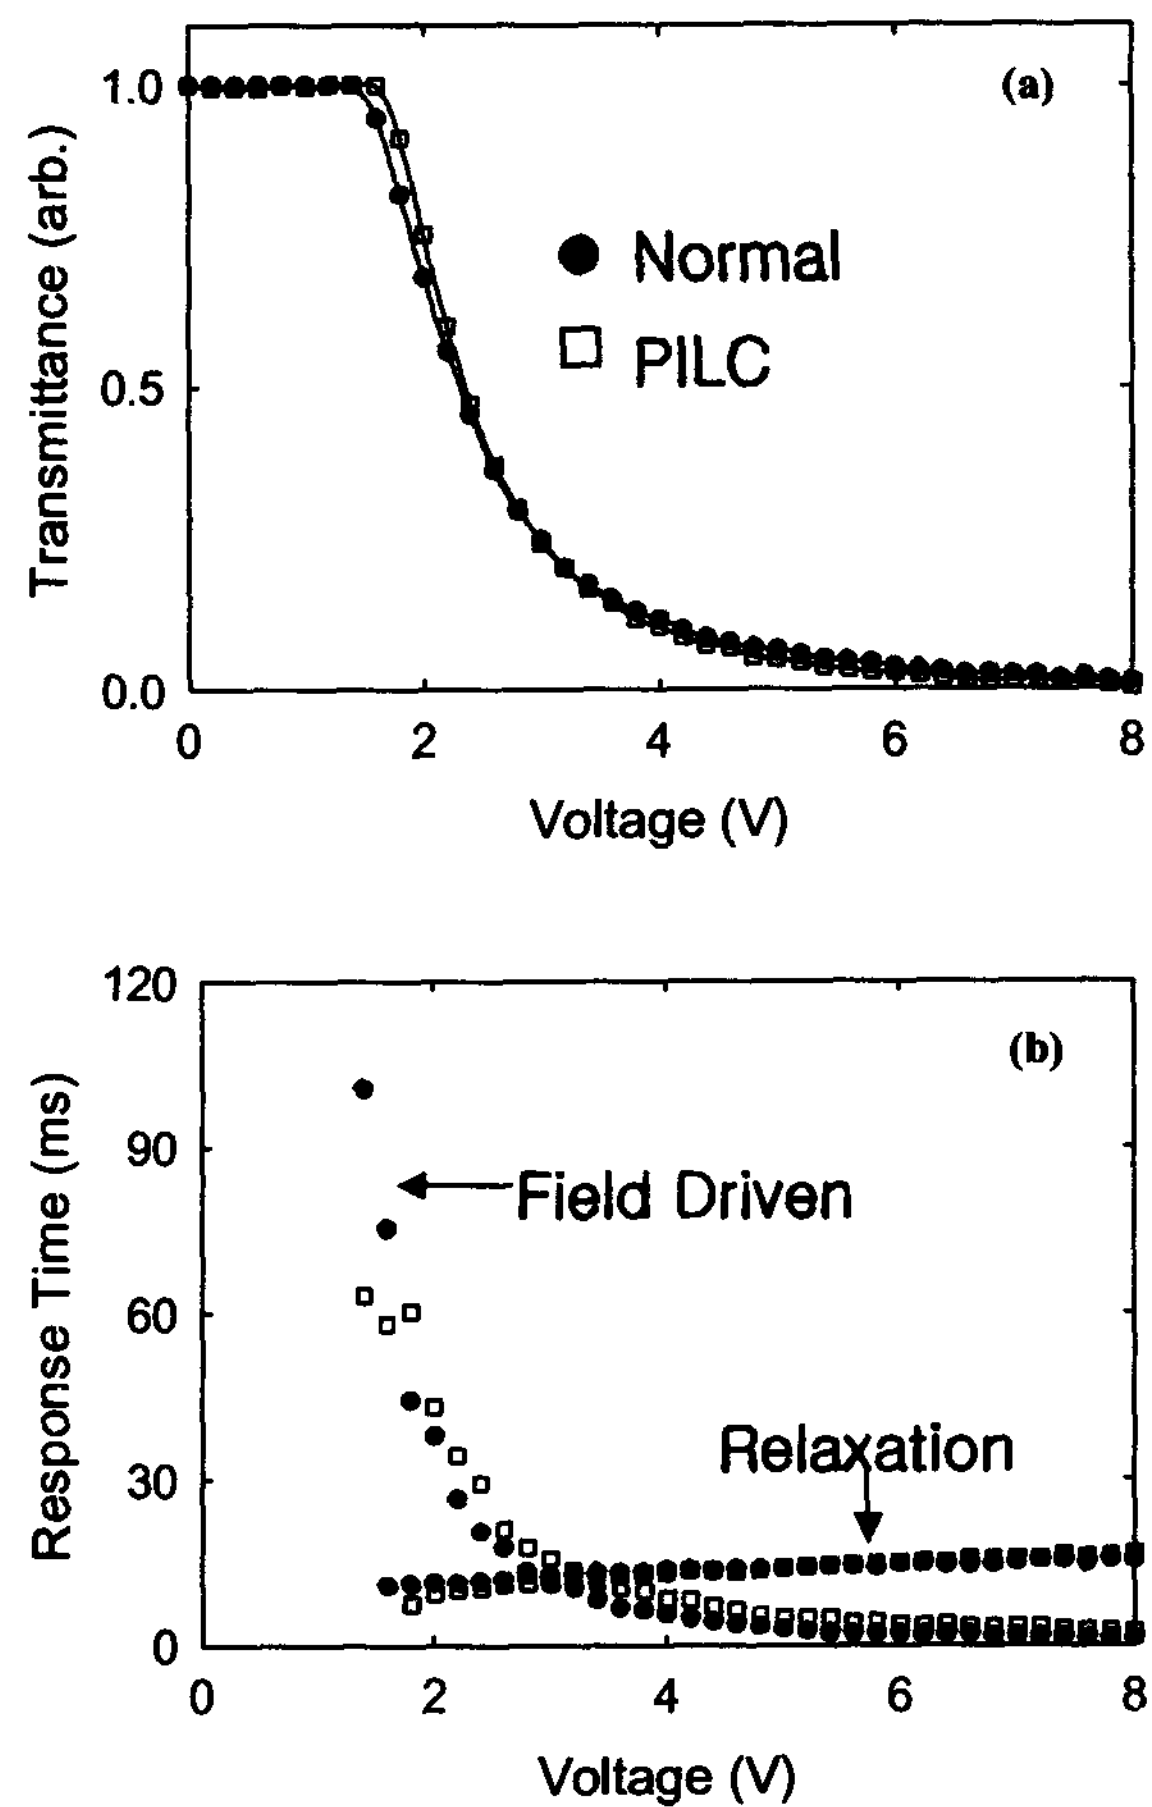 (a)
1.0
0.5
0.0
Transmittance (arb.)
Normal
PILC
0 2 4 6 8
Voltage (V)
(b)
120
90
60
30
0
Response Time (ms)
Field Driven
Relaxation
0 2 4 6 8
Voltage (V)